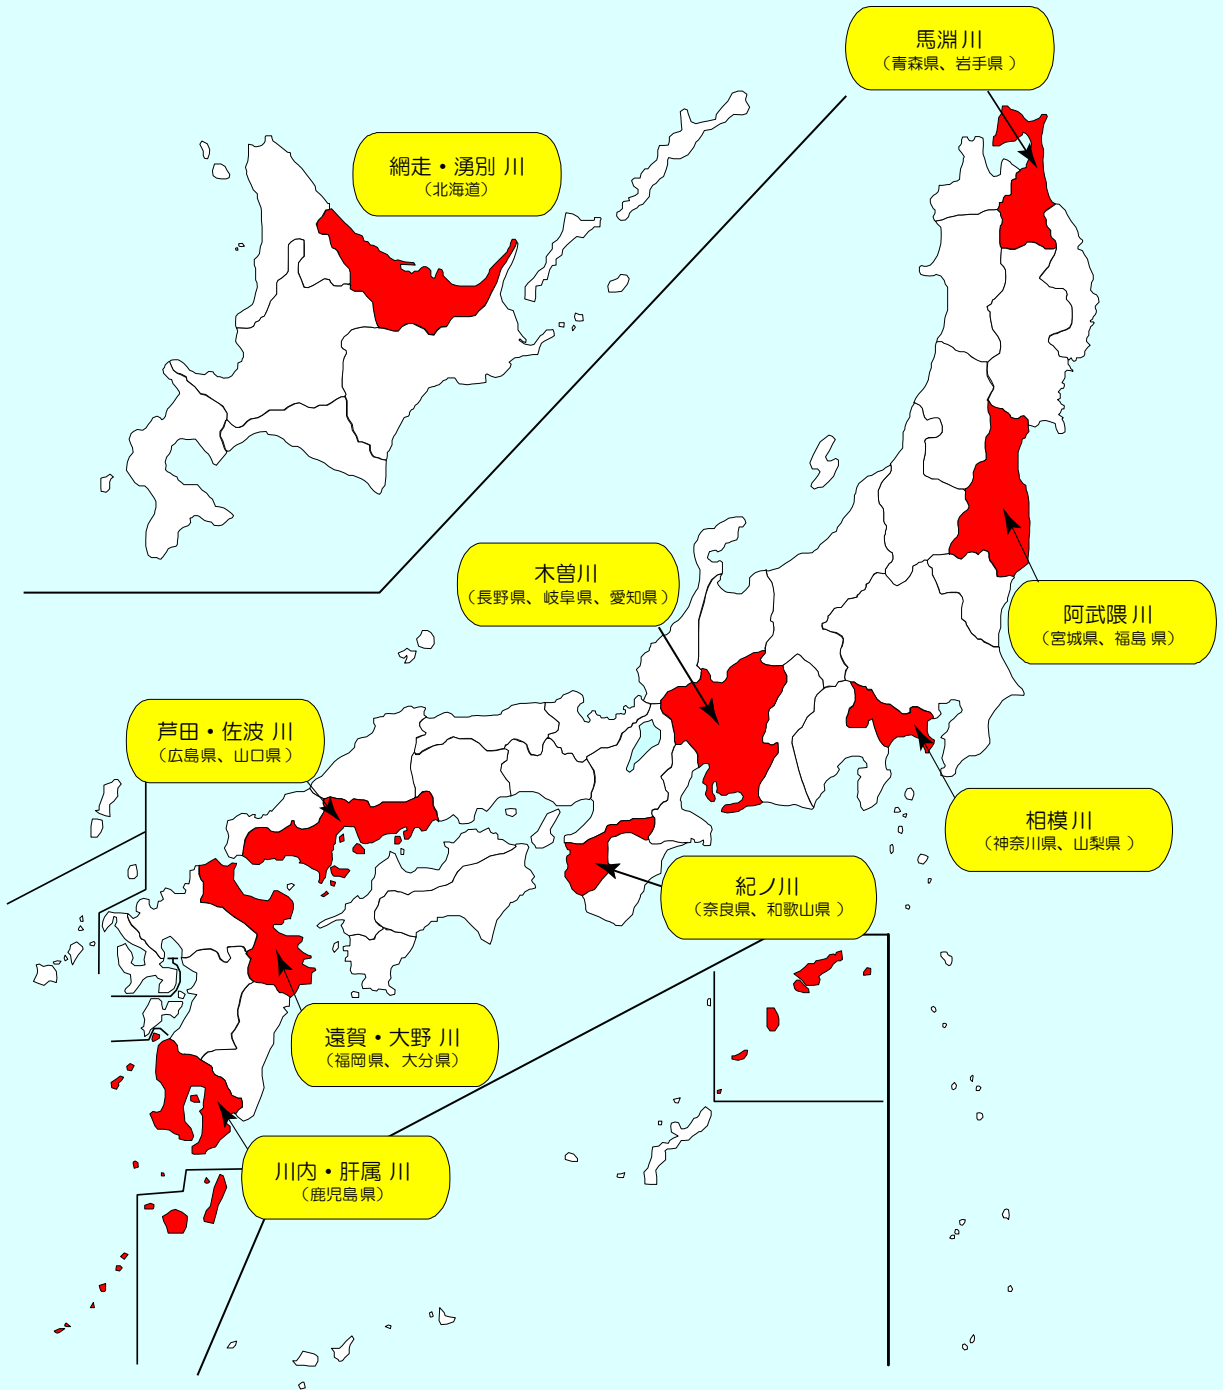 馬淵川
（青森県、岩手県）
網走・湧別川
（北海道）
木曽川
（長野県、岐阜県、愛知県）
阿武隈川
（宮城県、福島県）
芦田・佐波川
（広島県、山口県）
相模川
（神奈川県、山梨県）
紀ノ川
（奈良県、和歌山県）
遠賀・大野川
（福岡県、大分県）
川内・肝属川
（鹿児島県）